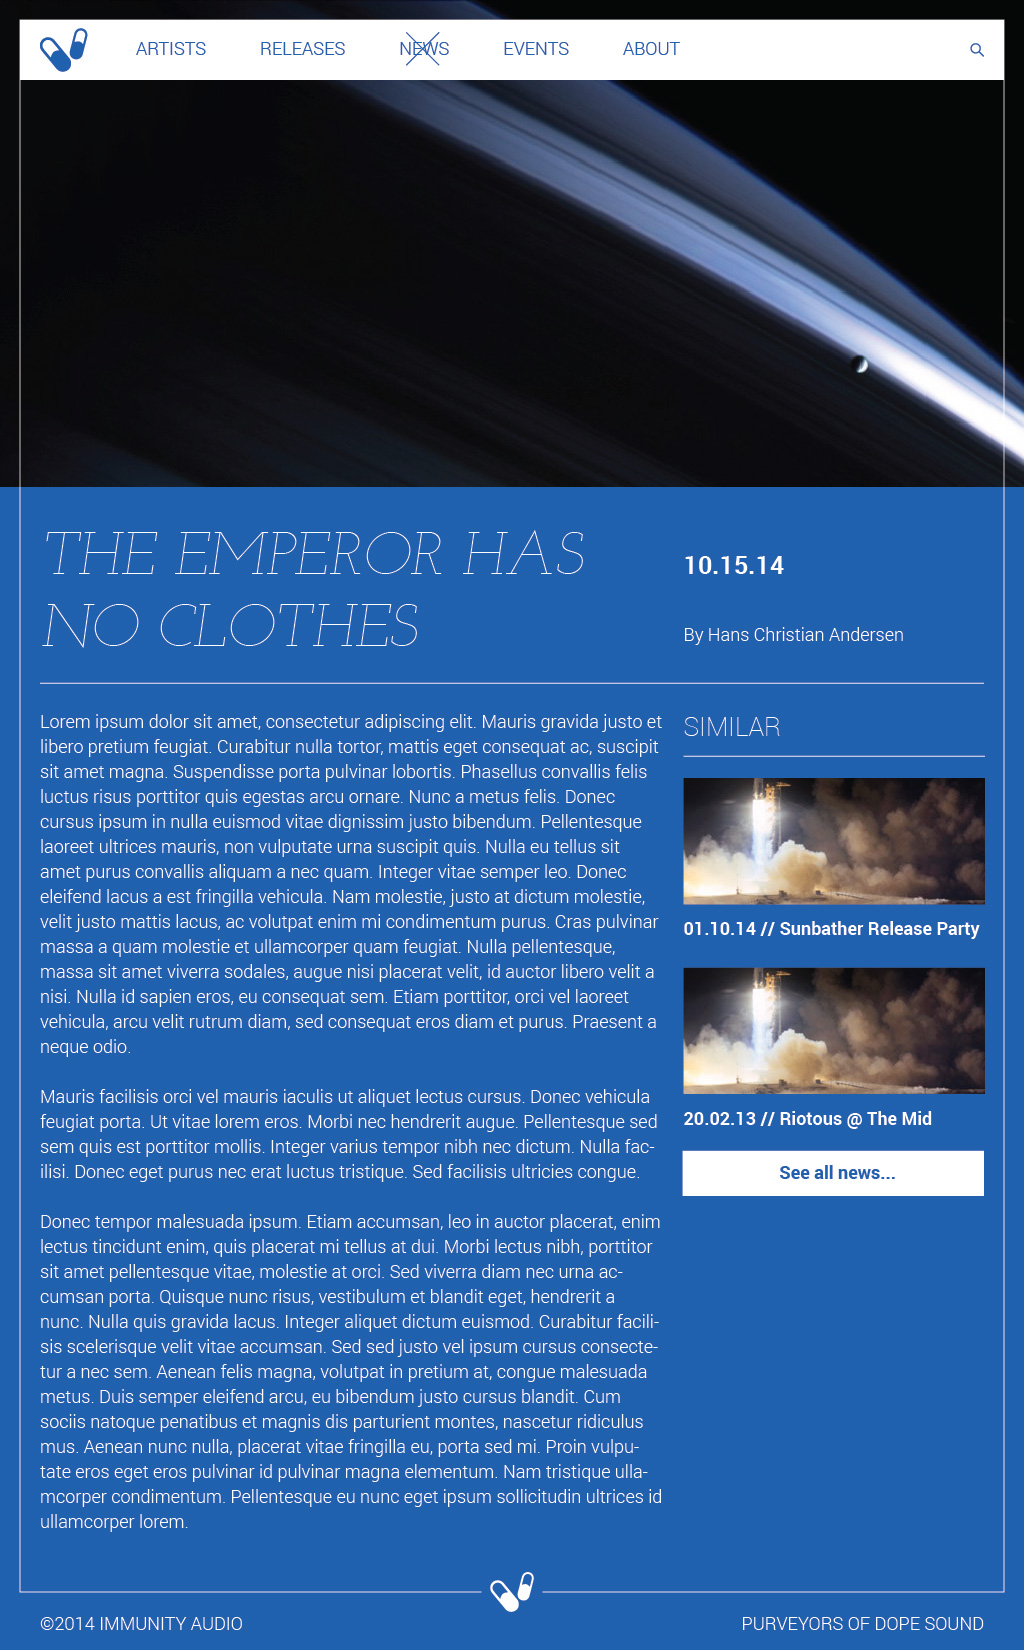 ARTISTS RELEASES NEWS EVENTS ABOUT
THE EMPEROR HAS
NO CLOTHES
10.15.14
By Hans Christian Andersen
Lorem ipsum dolor sit amet, consectetur adipiscing elit. Mauris gravida justo et
libero pretium feugiat. Curabitur nulla tortor, mattis eget consequat ac, suscipit
sit amet magna. Suspendisse porta pulvinar lobortis. Phasellus convallis felis
luctus risus porttitor quis egestas arcu ornare. Nunc a metus felis. Donec
cursus ipsum in nulla euismod vitae dignissim justo bibendum. Pellentesque
laoreet ultrices mauris, non vulputate urna suscipit quis. Nulla eu tellus sit
amet purus convallis aliquam a nec quam. Integer vitae semper leo. Donec
eleifend lacus a est fringilla vehicula. Nam molestie, justo at dictum molestie,
velit justo mattis lacus, ac volutpat enim mi condimentum purus. Cras pulvinar
massa a quam molestie et ullamcorper quam feugiat. Nulla pellentesque,
massa sit amet viverra sodales, augue nisi placerat velit, id auctor libero velit a
nisi. Nulla id sapien eros, eu consequat sem. Etiam porttitor, orci vel laoreet
vehicula, arcu velit rutrum diam, sed consequat eros diam et purus. Praesent a
neque odio.
Mauris facilisis orci vel mauris iaculis ut aliquet lectus cursus. Donec vehicula
feugiat porta. Ut vitae lorem eros. Morbi nec hendrerit augue. Pellentesque sed
sem quis est porttitor mollis. Integer varius tempor nibh nec dictum. Nulla fac-
ilisi. Donec eget purus nec erat luctus tristique. Sed facilisis ultricies congue.
Donec tempor malesuada ipsum. Etiam accumsan, leo in auctor placerat, enim
lectus tincidunt enim, quis placerat mi tellus at dui. Morbi lectus nibh, porttitor
sit amet pellentesque vitae, molestie at orci. Sed viverra diam nec urna ac-
cumsan porta. Quisque nunc risus, vestibulum et blandit eget, hendrerit a
nunc. Nulla quis gravida lacus. Integer aliquet dictum euismod. Curabitur facili-
sis scelerisque velit vitae accumsan. Sed sed justo vel ipsum cursus consecte-
tur a nec sem. Aenean felis magna, volutpat in pretium at, congue malesuada
metus. Duis semper eleifend arcu, eu bibendum justo cursus blandit. Cum
sociis natoque penatibus et magnis dis parturient montes, nascetur ridiculus
mus. Aenean nunc nulla, placerat vitae fringilla eu, porta sed mi. Proin vulpu-
tate eros eget eros pulvinar id pulvinar magna elementum. Nam tristique ulla-
mcorper condimentum. Pellentesque eu nunc eget ipsum sollicitudin ultrices id
ullamcorper lorem.
SIMILAR
01.10.14 // Sunbather Release Party
20.02.13 // Riotous @ The Mid
See all news...
©2014 IMMUNITY AUDIO
PURVEYORS OF DOPE SOUND